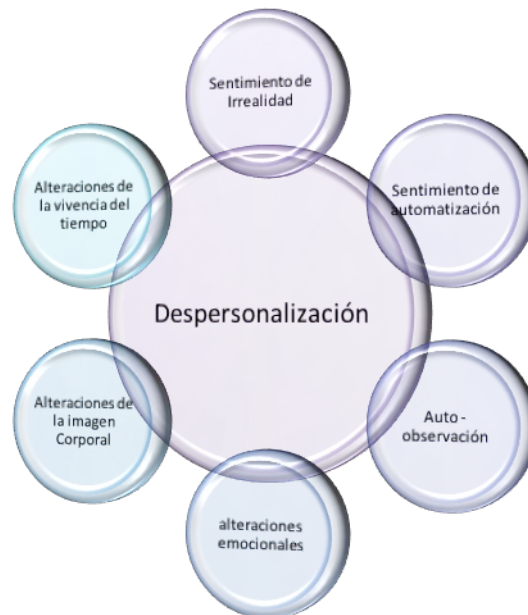 Sentimiento de
Irrealidad
Sentimiento de
automatización
Auto -
observación
alteraciones
emocionales
Alteraciones de
la imagen
Corporal
Alteraciones de
la vivencia del
tiempo
Despersonalización